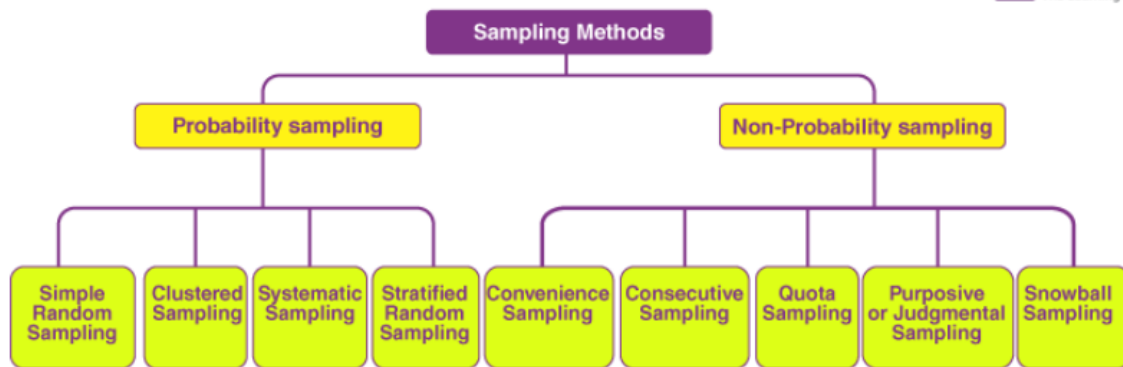 Sampling Methods
Probability sampling
Non-Probability sampling
Simple
Random
Sampling
Clustered
Sampling
Systematic
Sampling
Stratified
Random
Sampling
Convenience
Sampling
Consecutive
Sampling
Quota
Sampling
Purposive
or Judgmental
Sampling
Snowball
Sampling